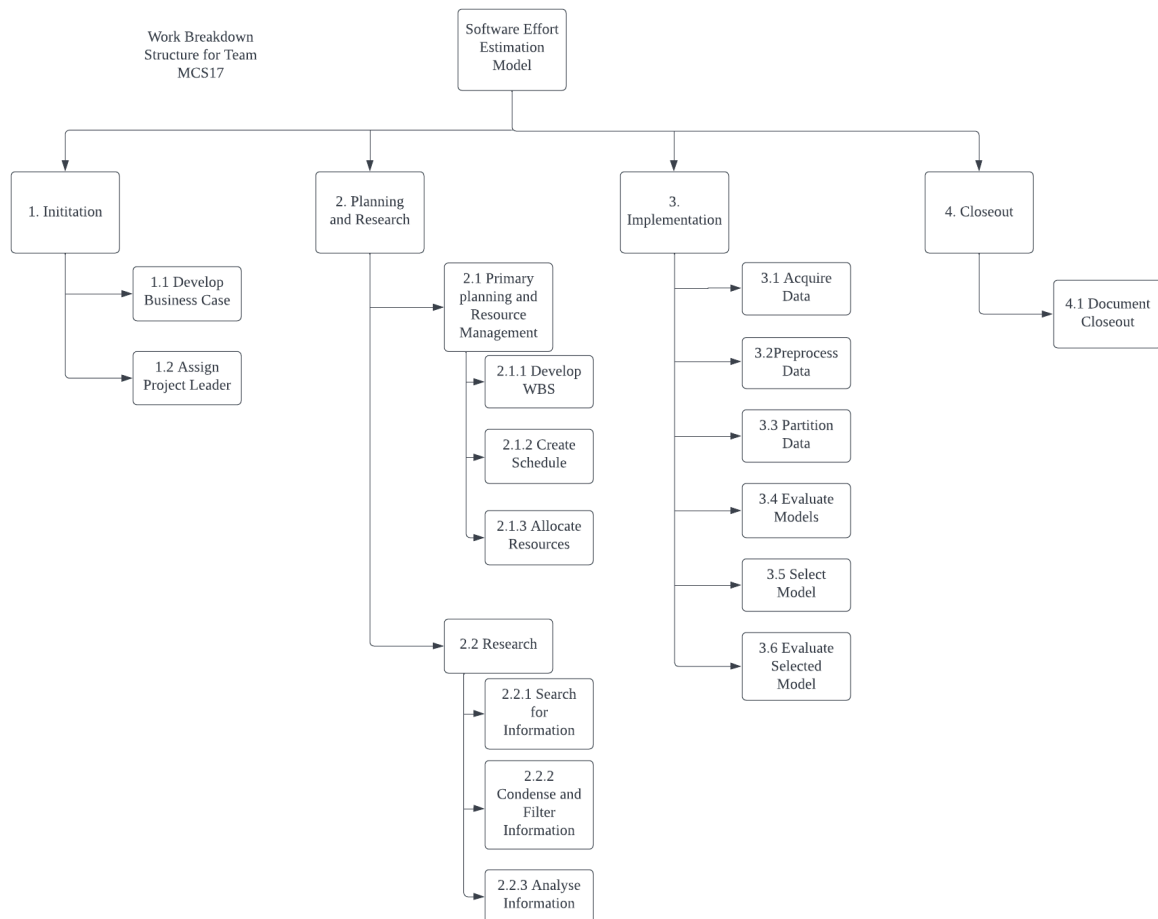 Work Breakdown
Structure for Team
MCS17
Software Effort
Estimation
Model
1. Inititation
2. Planning
and Research
3.
Implementation
4. Closeout
1.1 Develop
Business Case
1.2 Assign
Project Leader
2.1 Primary
planning and
Resource
Management
2.1.1 Develop
WBS
2.1.2 Create
Schedule
2.1.3 Allocate
Resources
2.2 Research
2.2.1 Search
for
Information
2.2.2
Condense and
Filter
Information
2.2.3 Analyse
Information
3.1 Acquire
Data
3.2Preprocess
Data
3.3 Partition
Data
3.4 Evaluate
Models
3.5 Select
Model
3.6 Evaluate
Selected
Model
4.1 Document
Closeout